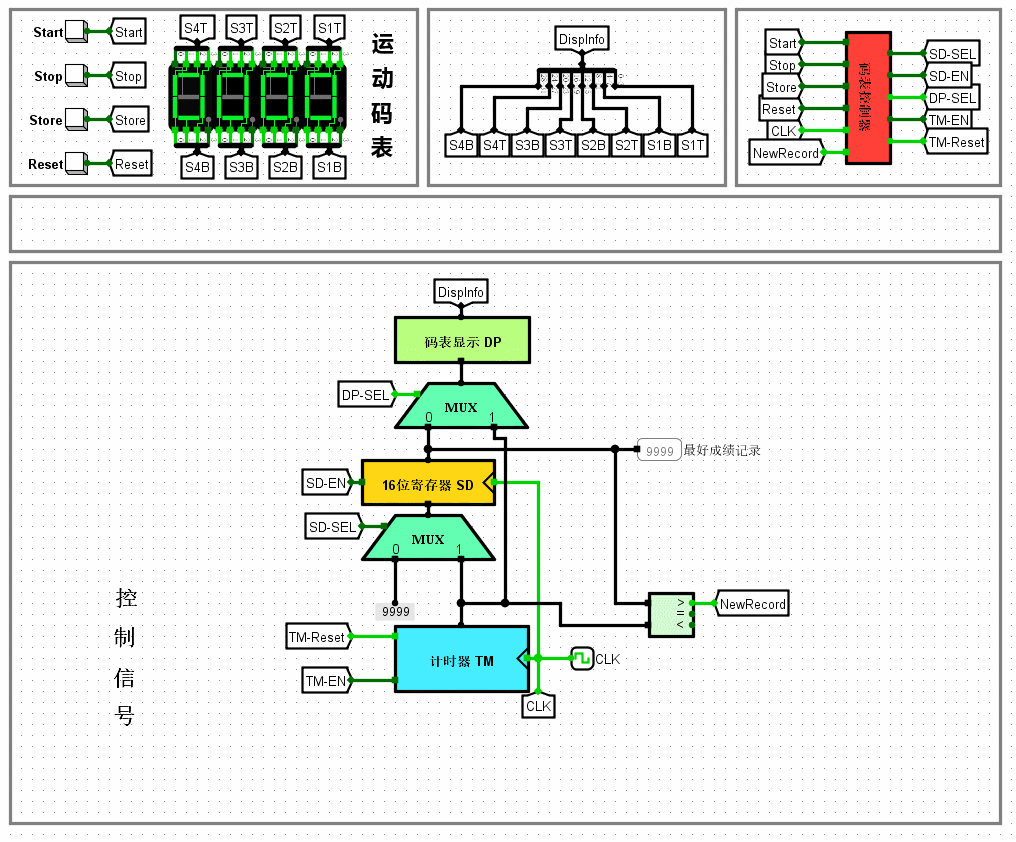 Start Start
Stop Stop
Store Store
Reset Reset
S4T S3T S2T S1T
S4B S3B S2B S1B
运动码表
DispInfo
S4B S4T S3B S3T S2B S2T S1B S1T
Start
Stop
Store
Reset
CLK
NewRecord
码表控制器
SD-SEL
SD-EN
DP-SEL
TM-EN
TM-Reset
DispInfo
码表显示 DP
DP-SEL
MUX
0 1
9999 最好成绩记录
SD-EN
16位寄存器 SD
SD-SEL
MUX
0 1
9999
TM-Reset
TM-EN
计时器 TM
CLK
CLK
>
=
<
NewRecord
控制信号